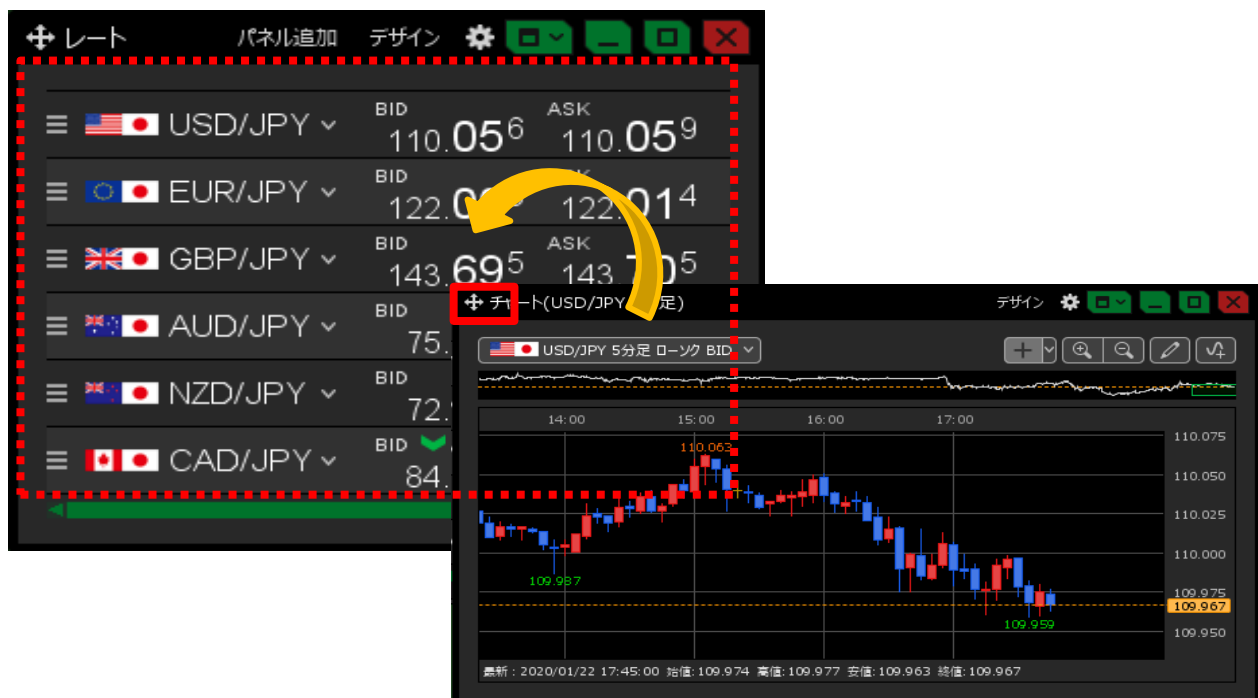 レート パネル追加 デザイン
USD/JPY BID 110.056 ASK 110.059
EUR/JPY BID 122. 122.014
GBP/JPY BID 143.695 ASK 143.705
AUD/JPY BID 75.
NZD/JPY BID 72.
CAD/JPY BID 84.
チャート(USD/JPY 足) デザイン
USD/JPY 5分足 ローソク BID
14:00 15:00 16:00 17:00
110.075
110.063
110.050
110.025
110.000
109.987
109.975
109.967
109.959
109.950
最新 : 2020/01/22 17:45:00 始値: 109.974 高値: 109.977 安値: 109.963 終値: 109.967